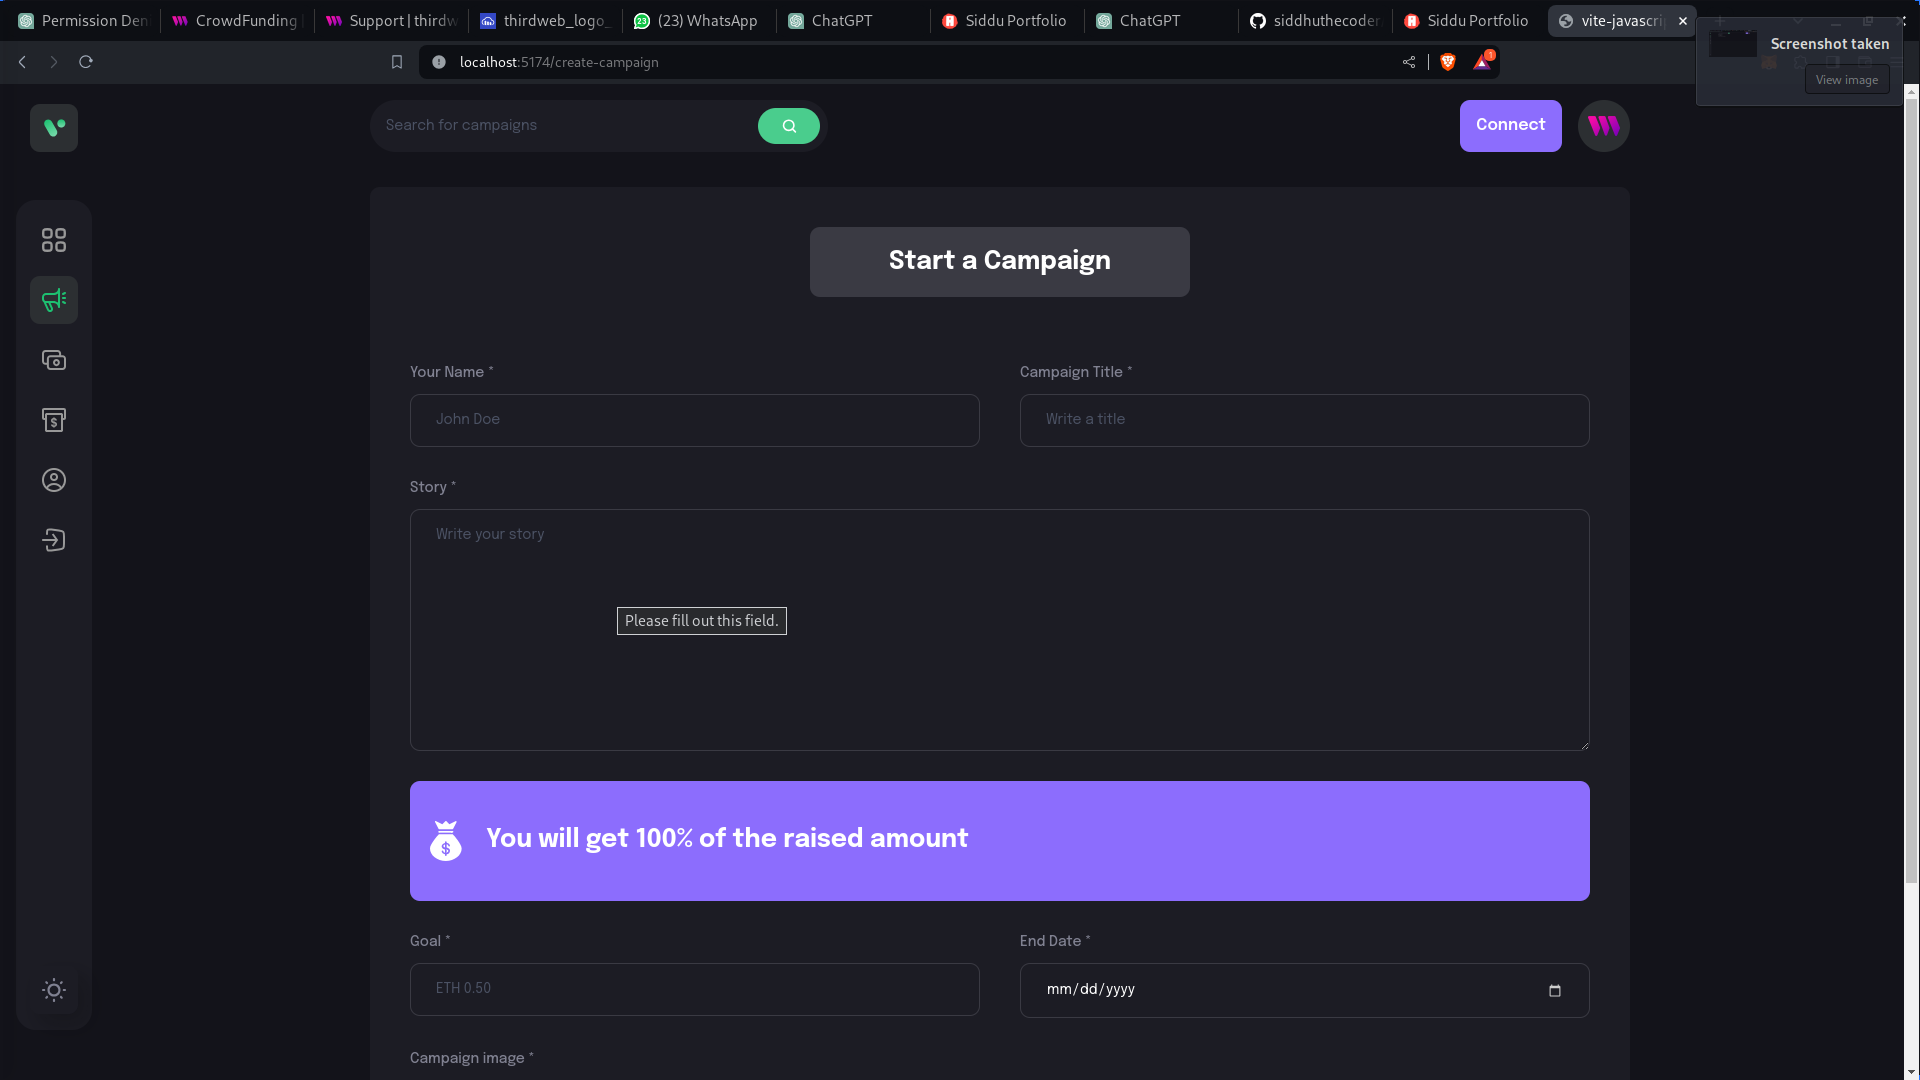 Permission Den
CrowdFunding
Support | thirdw
thirdweb_logo_
(23) WhatsApp
ChatGPT
Siddu Portfolio
ChatGPT
siddhuthecoder
Siddu Portfolio
vite-javascri
Screenshot taken
View image
localhost:5174/create-campaign
1
Search for campaigns
Connect
Start a Campaign
Your Name *
Campaign Title *
John Doe
Write a title
Story *
Write your story
Please fill out this field.
You will get 100% of the raised amount
Goal *
End Date *
ETH 0.50
mm/dd/yyyy
Campaign image *